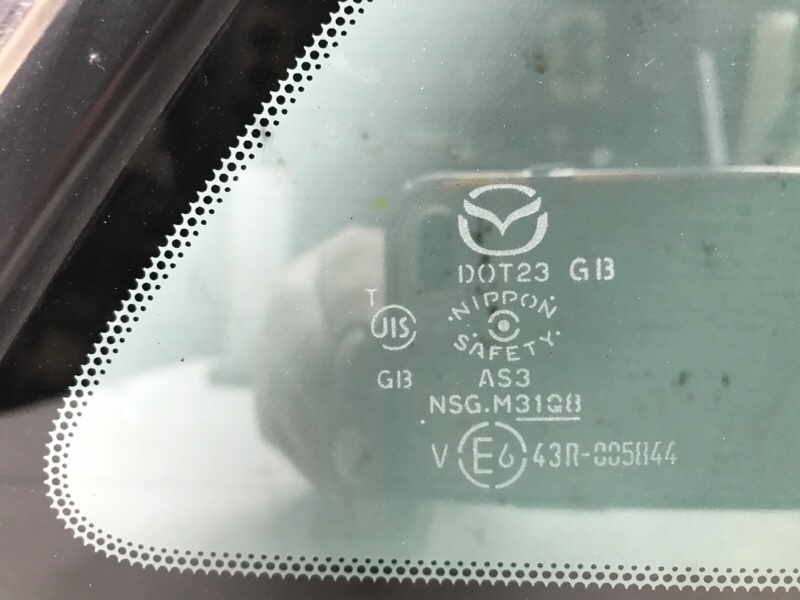 DOT23 GB
T
JIS
·NIPPON·
·SAFETY·
GB
AS3
NSG.M31Q8
V E6 43R-005844